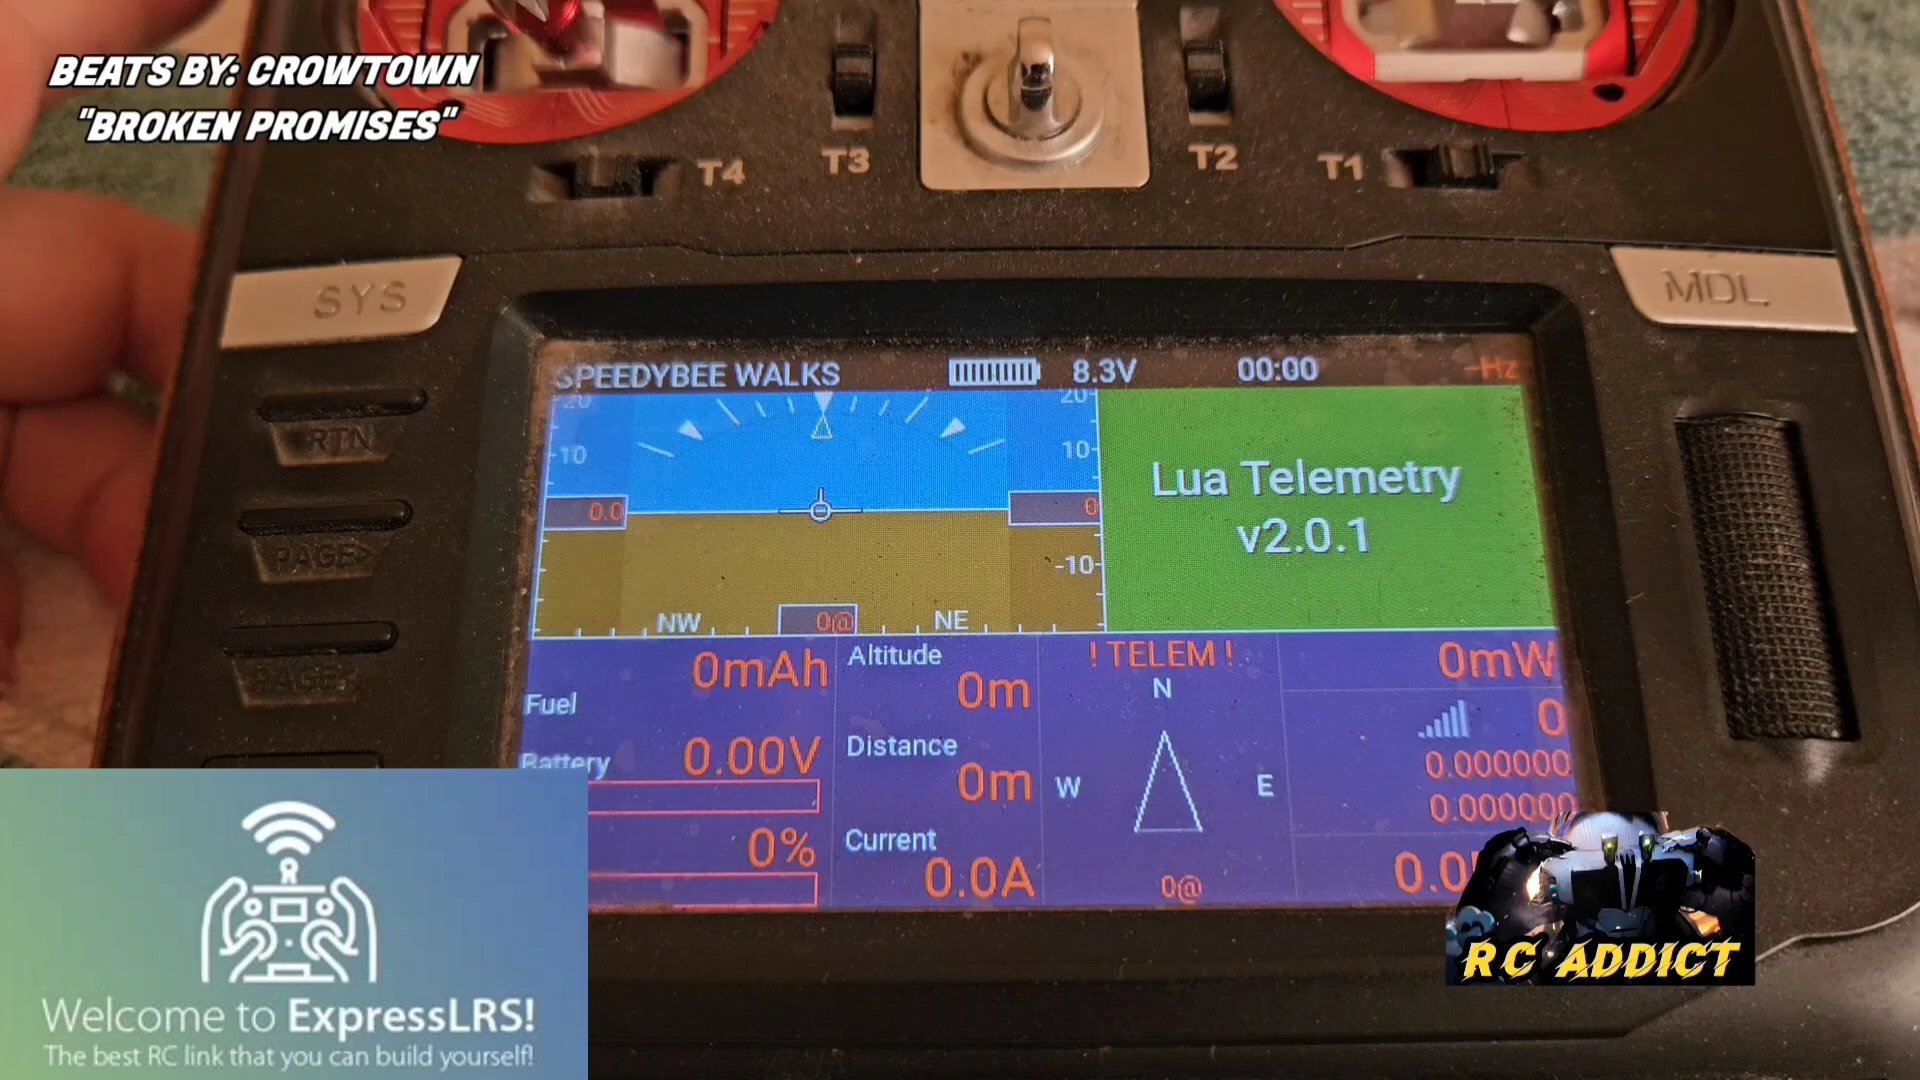 BEATS BY: CROWTOWN
"BROKEN PROMISES"
T4
T3
T2
T1
SYS
MDL
RTN
PAGE>
PAGE<
SPEEDYBEE WALKS
8.3V
00:00
-Hz
-20
20-
-10
10-
0.0
0
-10-
NW
0@
NE
Lua Telemetry
v2.0.1
0mAh
Fuel
Battery
0.00V
0%
Altitude
0m
Distance
0m
Current
0.0A
! TELEM !
N
W
E
0@
0mW
0
0.000000
0.000000
0.0
Welcome to ExpressLRS!
The best RC link that you can build yourself!
RC ADDICT